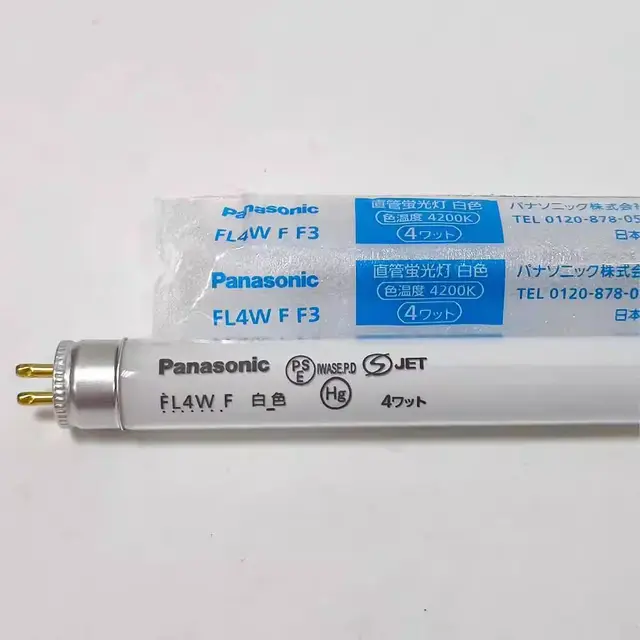 Panasonic
FL4W F F3
直管蛍光灯 白色
色温度 4200K
4ワット
パナソニック株式会社
TEL 0120-878-05
日本
Panasonic
FL4W F F3
直管蛍光灯 白色
色温度 4200K
4ワット
パナソニック株式会
TEL 0120-878-0
日本
Panasonic PSE IWASE.P.D S JET
FL4W F 白色 Hg 4ワット